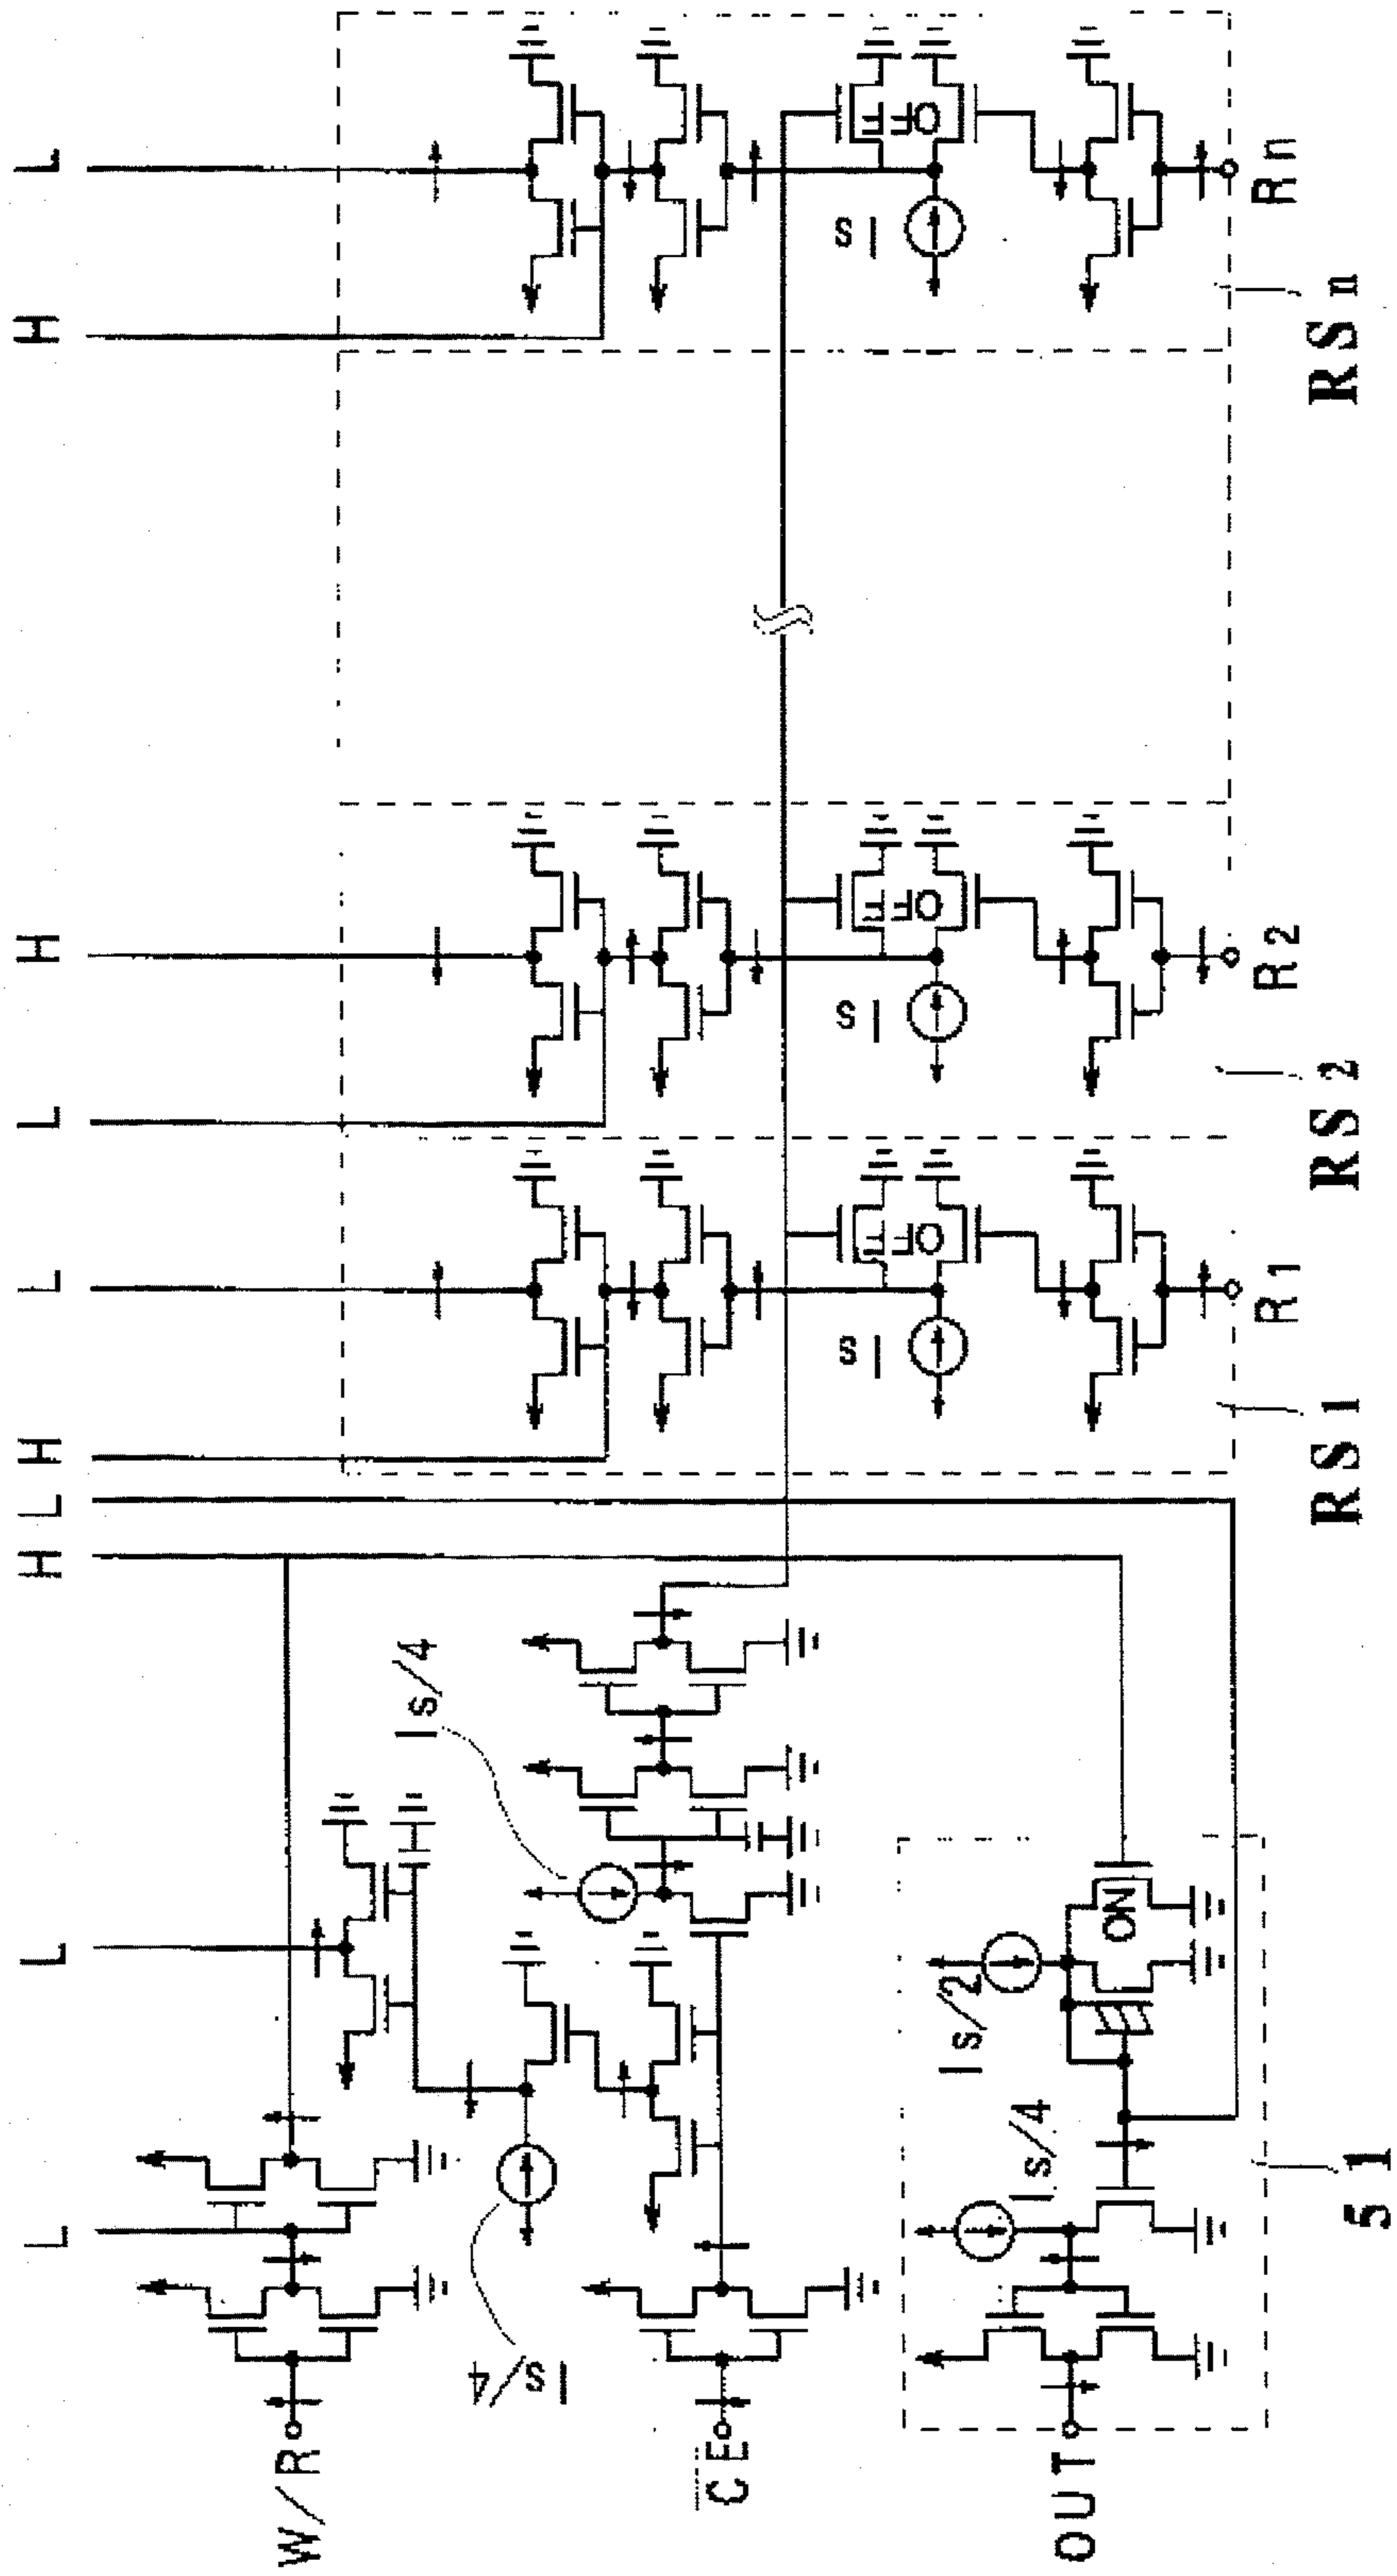 L
H
H
L
L
H
L
H
L
L
Is/4
Is/4
Is/2
Is/4
ON
Is
OFF
Is
OFF
Is
OFF
W/R
CE
OUT
R1
R2
Rn
RS1
RS2
RSn
51